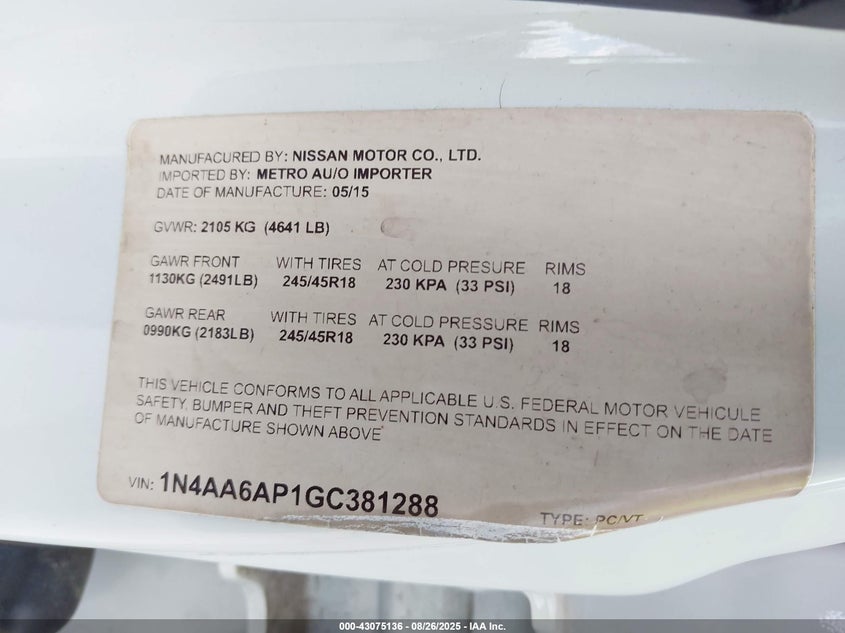 MANUFACURED BY: NISSAN MOTOR CO., LTD.
IMPORTED BY: METRO AU/O IMPORTER
DATE OF MANUFACTURE: 05/15
GVWR: 2105 KG (4641 LB)
GAWR FRONT WITH TIRES AT COLD PRESURE RIMS
1130KG (2491LB) 245/45R18 230 KPA (33 PSI) 18
GAWR REAR WITH TIRES AT COLD PRESSURE RIMS
0990KG (2183LB) 245/45R18 230 KPA (33 PSI) 18
THIS VEHICLE CONFORMS TO ALL APPLICABLE U.S. FEDERAL MOTOR VEHICULE
SAFETY, BUMPER AND THEFT PREVENTION STANDARDS IN EFFECT ON THE DATE
OF MANUFACTURE SHOWN ABOVE
VIN: 1N4AA6AP1GC381288
TYPE: PC/VT
000-43075136 - 08/26/2025 - IAA Inc.